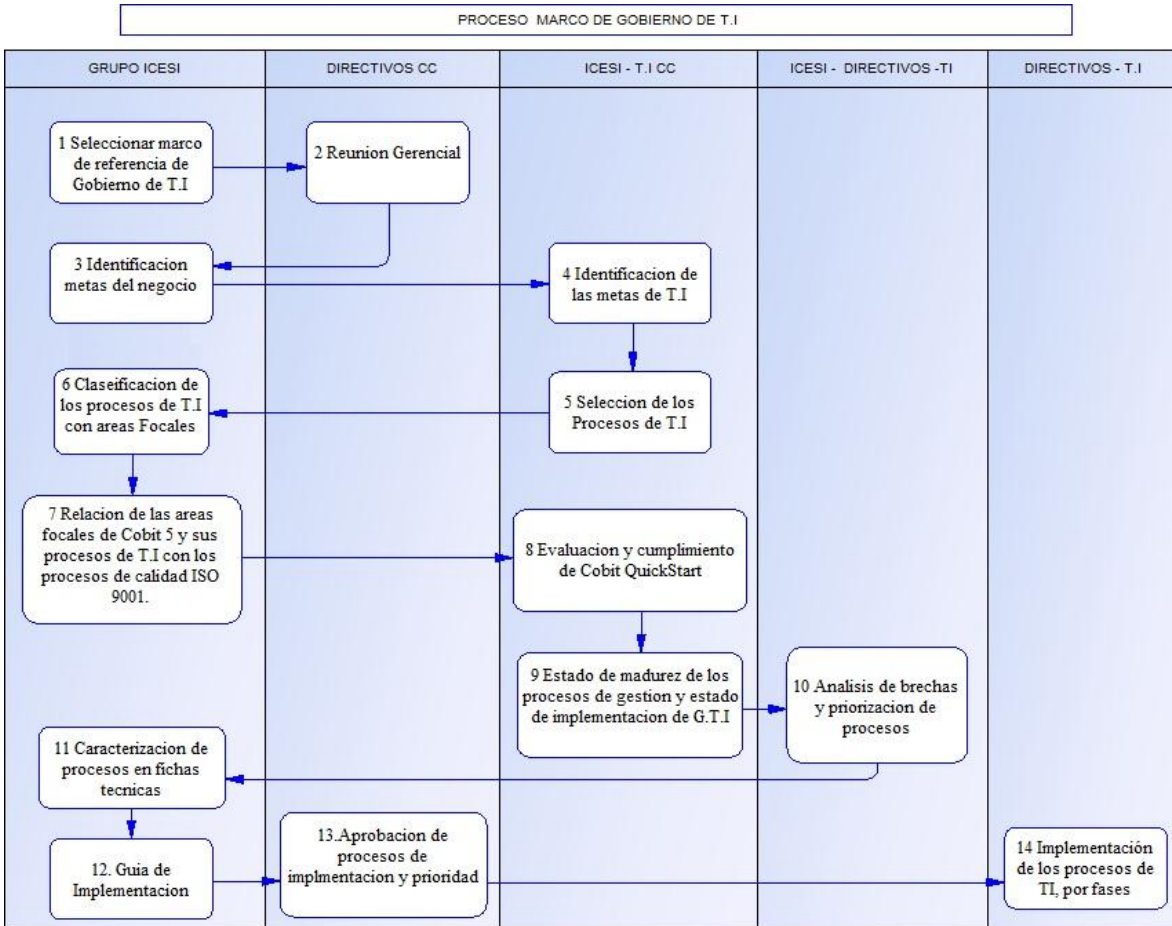 PROCESO MARCO DE GOBIERNO DE T.I
GRUPO ICESI
DIRECTIVOS CC
ICESI - T.I CC
ICESI - DIRECTIVOS -TI
DIRECTIVOS - T.I
1 Seleccionar marco
de referencia de
Gobierno de T.I
2 Reunion Gerencial
3 Identificacion
metas del negocio
4 Identificacion de
las metas de T.I
5 Seleccion de los
Procesos de T.I
6 Claseificacion de
los procesos de T.I
con areas Focales
7 Relacion de las areas
focales de Cobit 5 y sus
procesos de T.I con los
procesos de calidad ISO
9001.
8 Evaluacion y cumplimiento
de Cobit QuickStart
9 Estado de madurez de los
procesos de gestion y estado
de implementacion de G.T.I
10 Analisis de brechas
y priorizacion de
procesos
11 Caracterizacion de
procesos en fichas
tecnicas
12. Guia de
Implementacion
13.Aprobacion de
procesos de
implmentacion y prioridad
14 Implementación
de los procesos de
TI, por fases